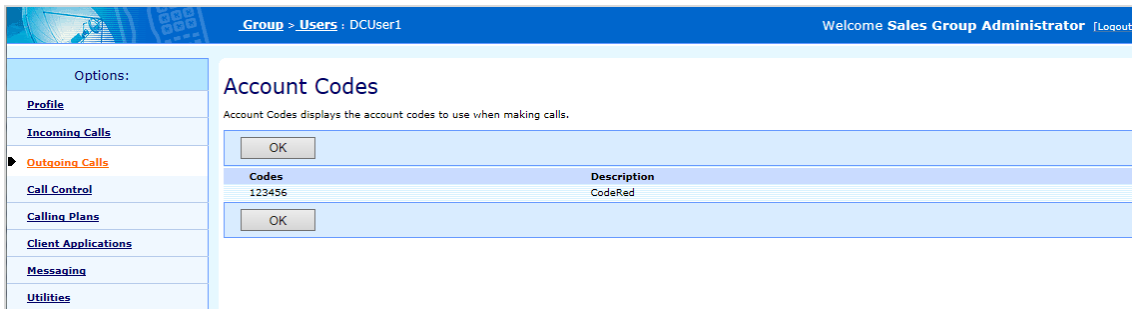 Group > Users : DCUser1
Welcome Sales Group Administrator [Logout
Options:
Profile
Incoming Calls
Outgoing Calls
Call Control
Calling Plans
Client Applications
Messaging
Utilities
Account Codes
Account Codes displays the account codes to use when making calls.
OK
Codes Description
123456 CodeRed
OK